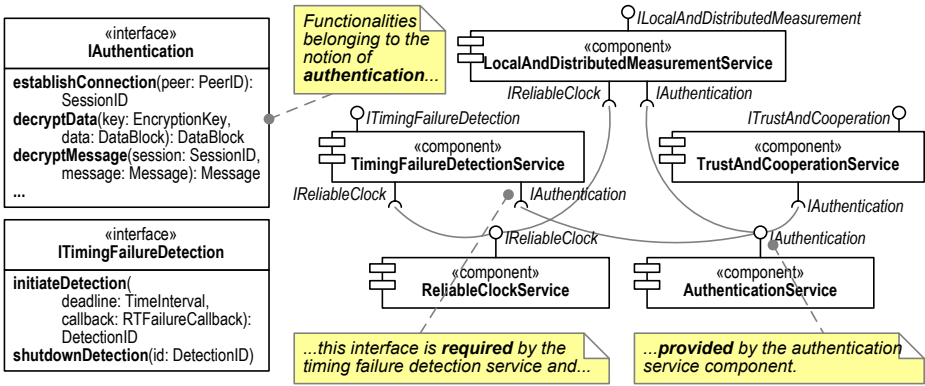 «interface»
IAuthentication
establishConnection(peer: PeerID):
SessionID
decryptData(key: EncryptionKey,
data: DataBlock): DataBlock
decryptMessage(session: SessionID,
message: Message): Message
...
«interface»
ITimingFailureDetection
initiateDetection(
deadline: TimeInterval,
callback: RTFailureCallback):
DetectionID
shutdownDetection(id: DetectionID)
Functionalities
belonging to the
notion of
authentication...
ILocalAndDistributedMeasurement
«component»
LocalAndDistributedMeasurementService
IReliableClock
IAuthentication
ITimingFailureDetection
«component»
TimingFailureDetectionService
IReliableClock
IAuthentication
ITrustAndCooperation
«component»
TrustAndCooperationService
IAuthentication
IReliableClock
«component»
ReliableClockService
IAuthentication
«component»
AuthenticationService
...this interface is required by the
timing failure detection service and...
...provided by the authentication
service component.